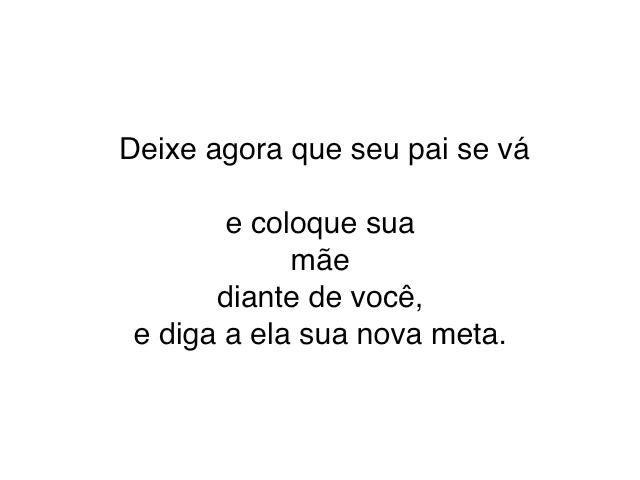 Deixe agora que seu pai se vá
e coloque sua
mãe
diante de você,
e diga a ela sua nova meta.